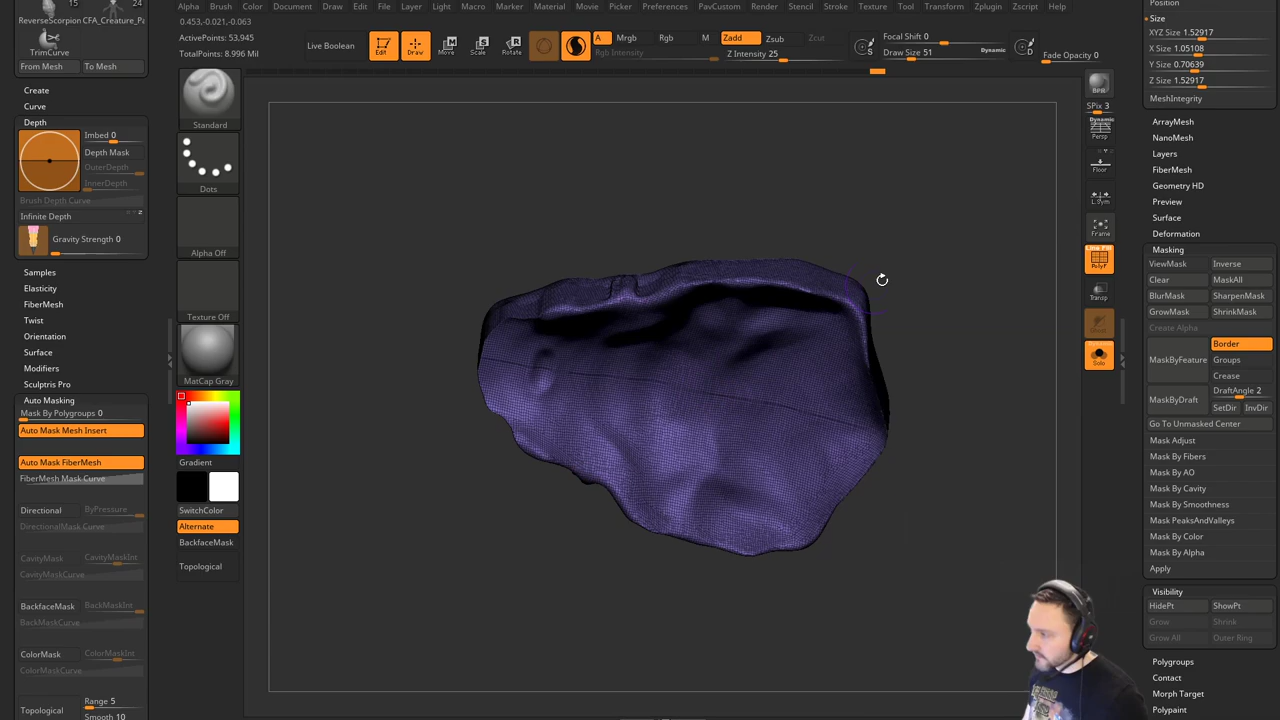 15
24
ReverseScorpion CFA_Creature_Pa
TrimCurve
From Mesh To Mesh
Create
Curve
Depth
Imbed 0
Depth Mask
OuterDepth
InnerDepth
Brush Depth Curve
Infinite Depth
Gravity Strength 0
Samples
Elasticity
FiberMesh
Twist
Orientation
Surface
Modifiers
Sculptris Pro
Auto Masking
Mask By Polygroups 0
Auto Mask Mesh Insert
Auto Mask FiberMesh
FiberMesh Mask Curve
Directional ByPressure
DirectionalMask Curve
CavityMask CavityMaskInt
CavityMaskCurve
BackfaceMask BackMaskInt
BackMaskCurve
ColorMask ColorMaskInt
ColorMaskCurve
Topological Range 5
Smooth 10
Alpha Brush Color Document Draw Edit File Layer Light Macro Marker Material Movie Picker Preferences PavCustom Render Stencil Stroke Texture Tool Transform Zplugin Zscript Help
0.453,-0.021,-0.063
ActivePoints: 53,945
TotalPoints: 8.996 Mil
Live Boolean
Edit
Draw
Move
Scale
Rotate
A Mrgb Rgb M
Rgb Intensity
Zadd Zsub Zcut
Z Intensity 25
S
Focal Shift 0
Draw Size 51 Dynamic
D
Fade Opacity 0
Standard
Dots
Alpha Off
Texture Off
MatCap Gray
Gradient
SwitchColor
Alternate
BackfaceMask
Topological
BPR
SPix 3
Dynamic
Persp
Floor
L.Sym
Frame
Line Fill
PolyF
Transp
Solo
Position
Size
XYZ Size 1.52917
X Size 1.05108
Y Size 0.70639
Z Size 1.52917
MeshIntegrity
ArrayMesh
NanoMesh
Layers
FiberMesh
Geometry HD
Preview
Surface
Deformation
Masking
ViewMask Inverse
Clear MaskAll
BlurMask SharpenMask
GrowMask ShrinkMask
Create Alpha
MaskByFeature
Border
Groups
Crease
MaskByDraft
DraftAngle 2
SetDir InvDir
Go To Unmasked Center
Mask Adjust
Mask By Fibers
Mask By AO
Mask By Cavity
Mask By Smoothness
Mask PeaksAndValleys
Mask By Color
Mask By Alpha
Apply
Visibility
HidePt ShowPt
Grow Shrink
Grow All Outer Ring
Polygroups
Contact
Morph Target
Polypaint